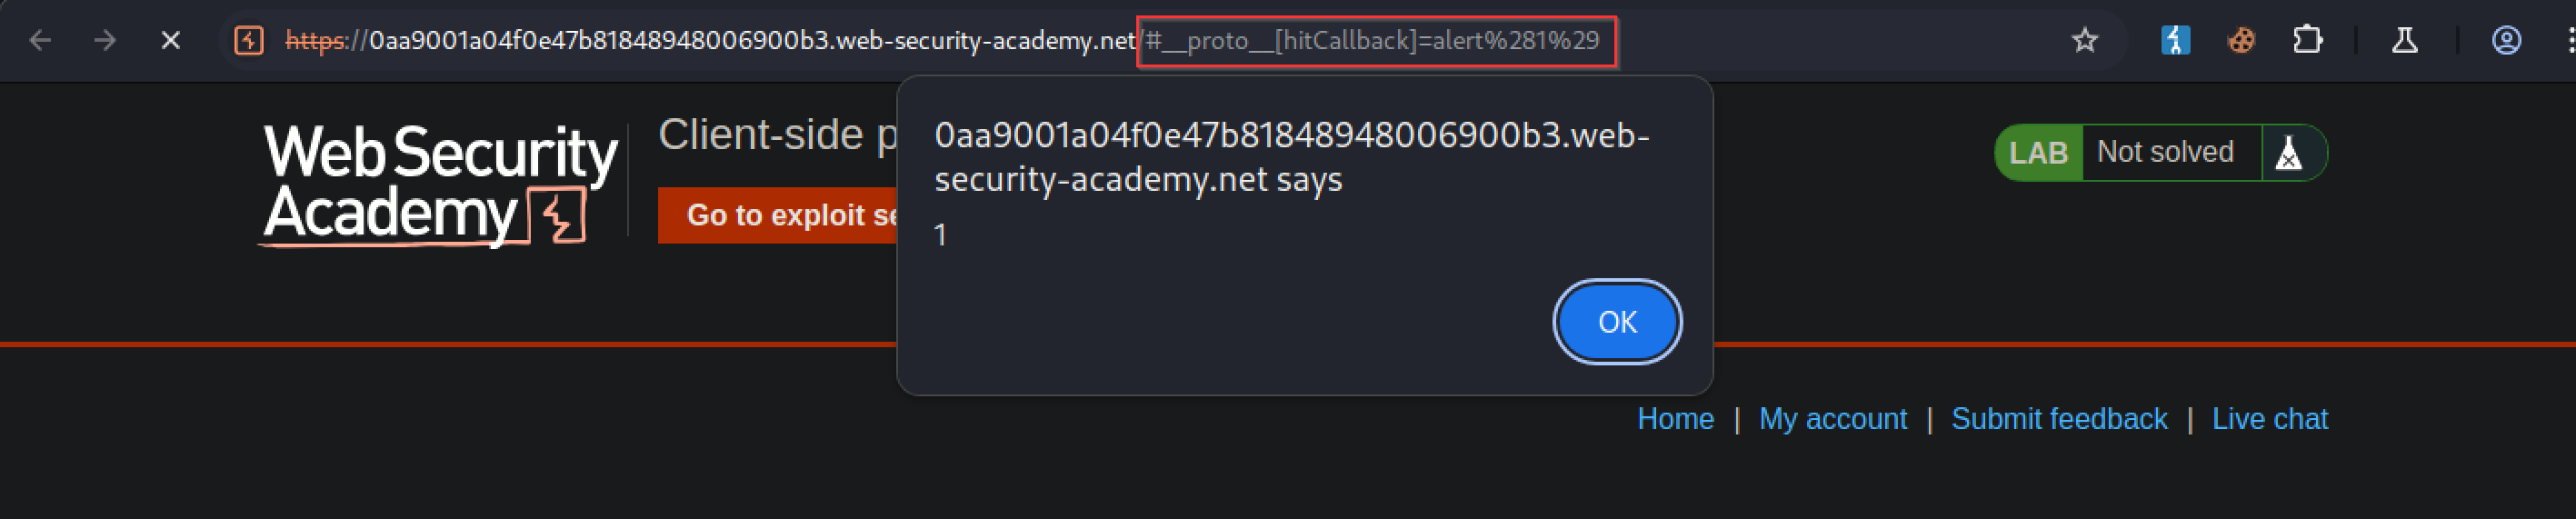 https://0aa9001a04f0e47b81848948006900b3.web-security-academy.net/#__proto__[hitCallback]=alert%281%29
Web Security
Academy
Client-side p
Go to exploit se
0aa9001a04f0e47b81848948006900b3.web-
security-academy.net says
1
OK
LAB Not solved
Home | My account | Submit feedback | Live chat